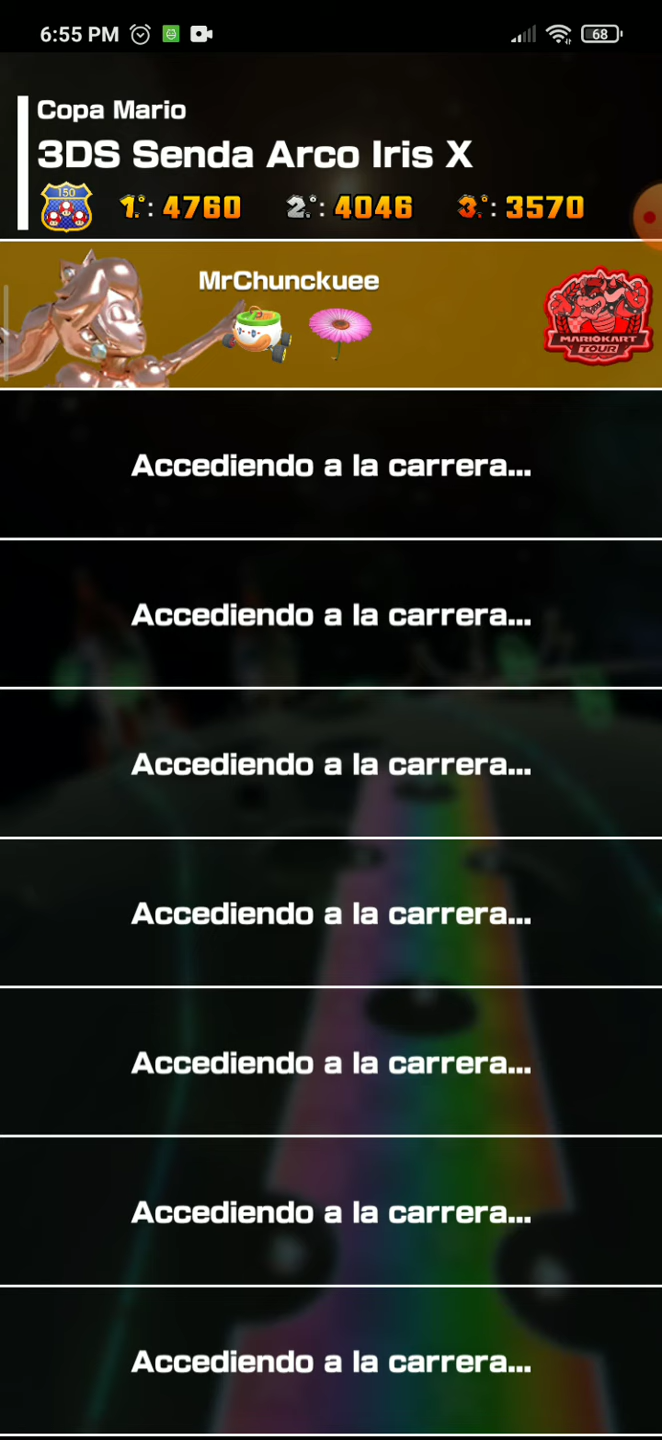 6:55 PM
68
Copa Mario
3DS Senda Arco Iris X
150 1.º: 4760 2.º: 4046 3.º: 3570
MrChunckuee
MARIOKART
TOUR
Accediendo a la carrera...
Accediendo a la carrera...
Accediendo a la carrera...
Accediendo a la carrera...
Accediendo a la carrera...
Accediendo a la carrera...
Accediendo a la carrera...